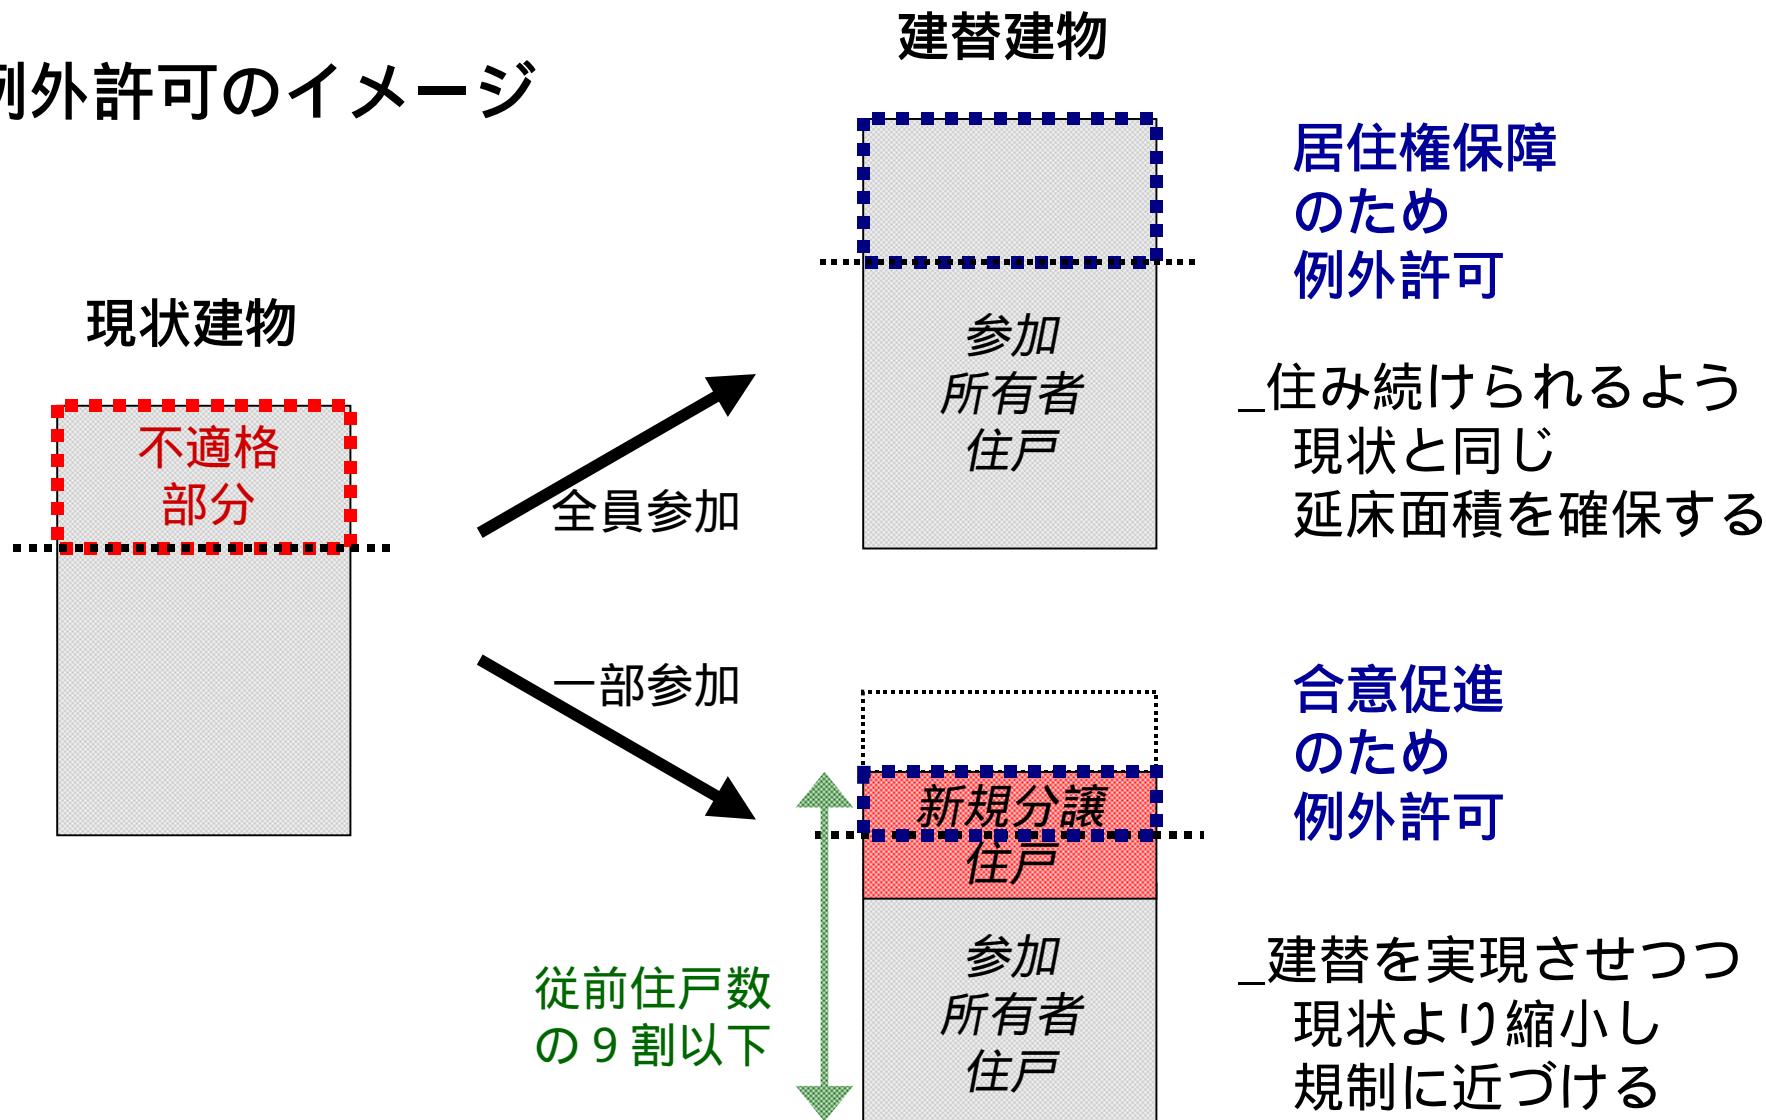 例外許可のイメージ
建替建物
現状建物
不適格
部分
全員参加
一部参加
参加
所有者
住戸
居住権保障
のため
例外許可
_住み続けられるよう
現状と同じ
延床面積を確保する
新規分譲
住戸
参加
所有者
住戸
従前住戸数
の9割以下
合意促進
のため
例外許可
_建替を実現させつつ
現状より縮小し
規制に近づける